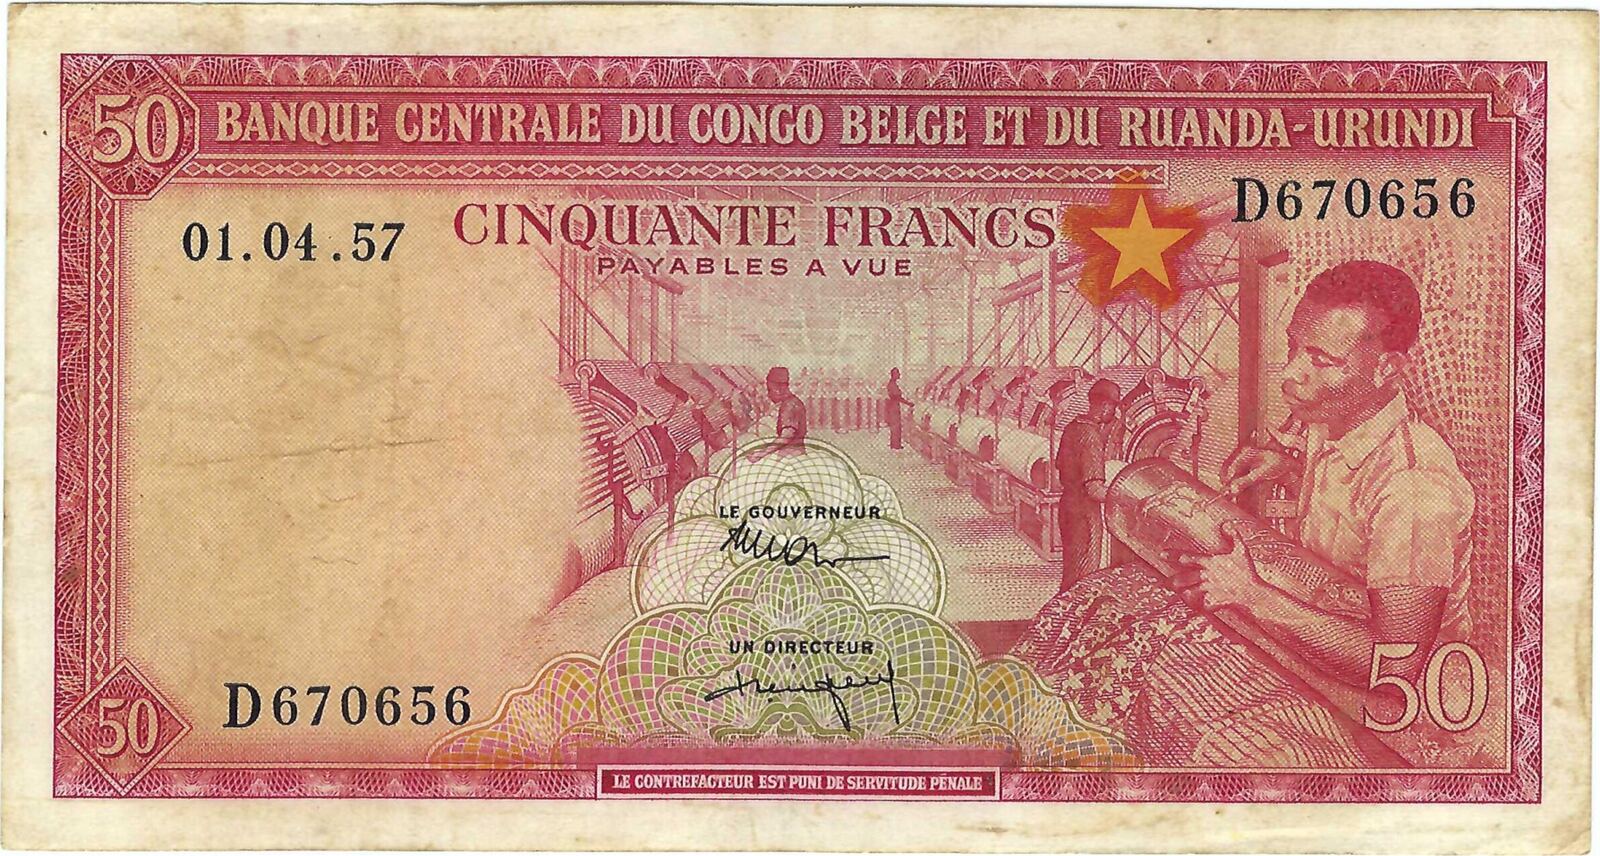 50 BANQUE CENTRALE DU CONGO BELGE ET DU RUANDA-URUNDI
D670656
01.04.57
CINQUANTE FRANCS
PAYABLES A VUE
LE GOUVERNEUR
UN DIRECTEUR
50
D670656
50
LE CONTREFACTEUR EST PUNI DE SERVITUDE PÉNALE